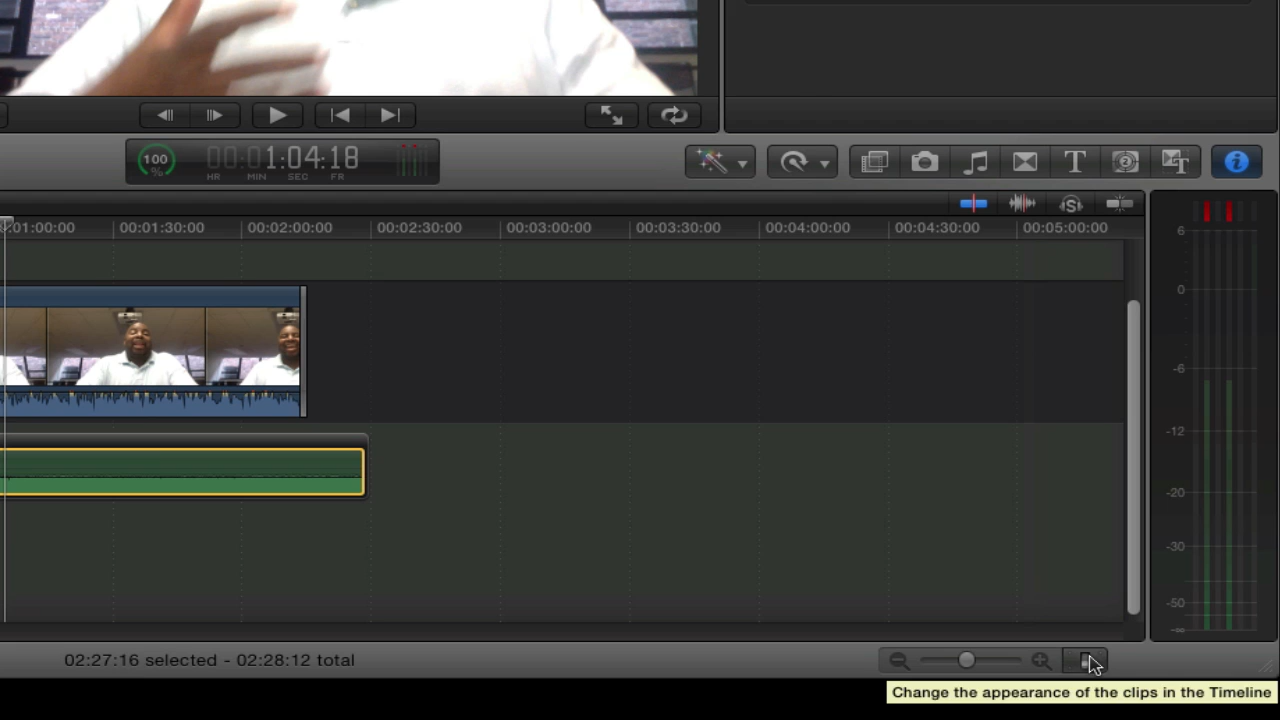 100
%
00:01:04:18
HR MIN SEC FR
T
2
T
i
S
01:00:00 00:01:30:00 00:02:00:00 00:02:30:00 00:03:00:00 00:03:30:00 00:04:00:00 00:04:30:00 00:05:00:00
6
0
-6
-12
-20
-30
-50
-∞
02:27:16 selected - 02:28:12 total
Change the appearance of the clips in the Timeline